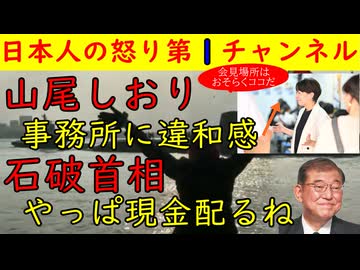 日本人の怒り第1チャンネル
会見場所は
おそらくココだ
山尾しおり
事務所に違和感
石破首相
やっぱ現金配るね